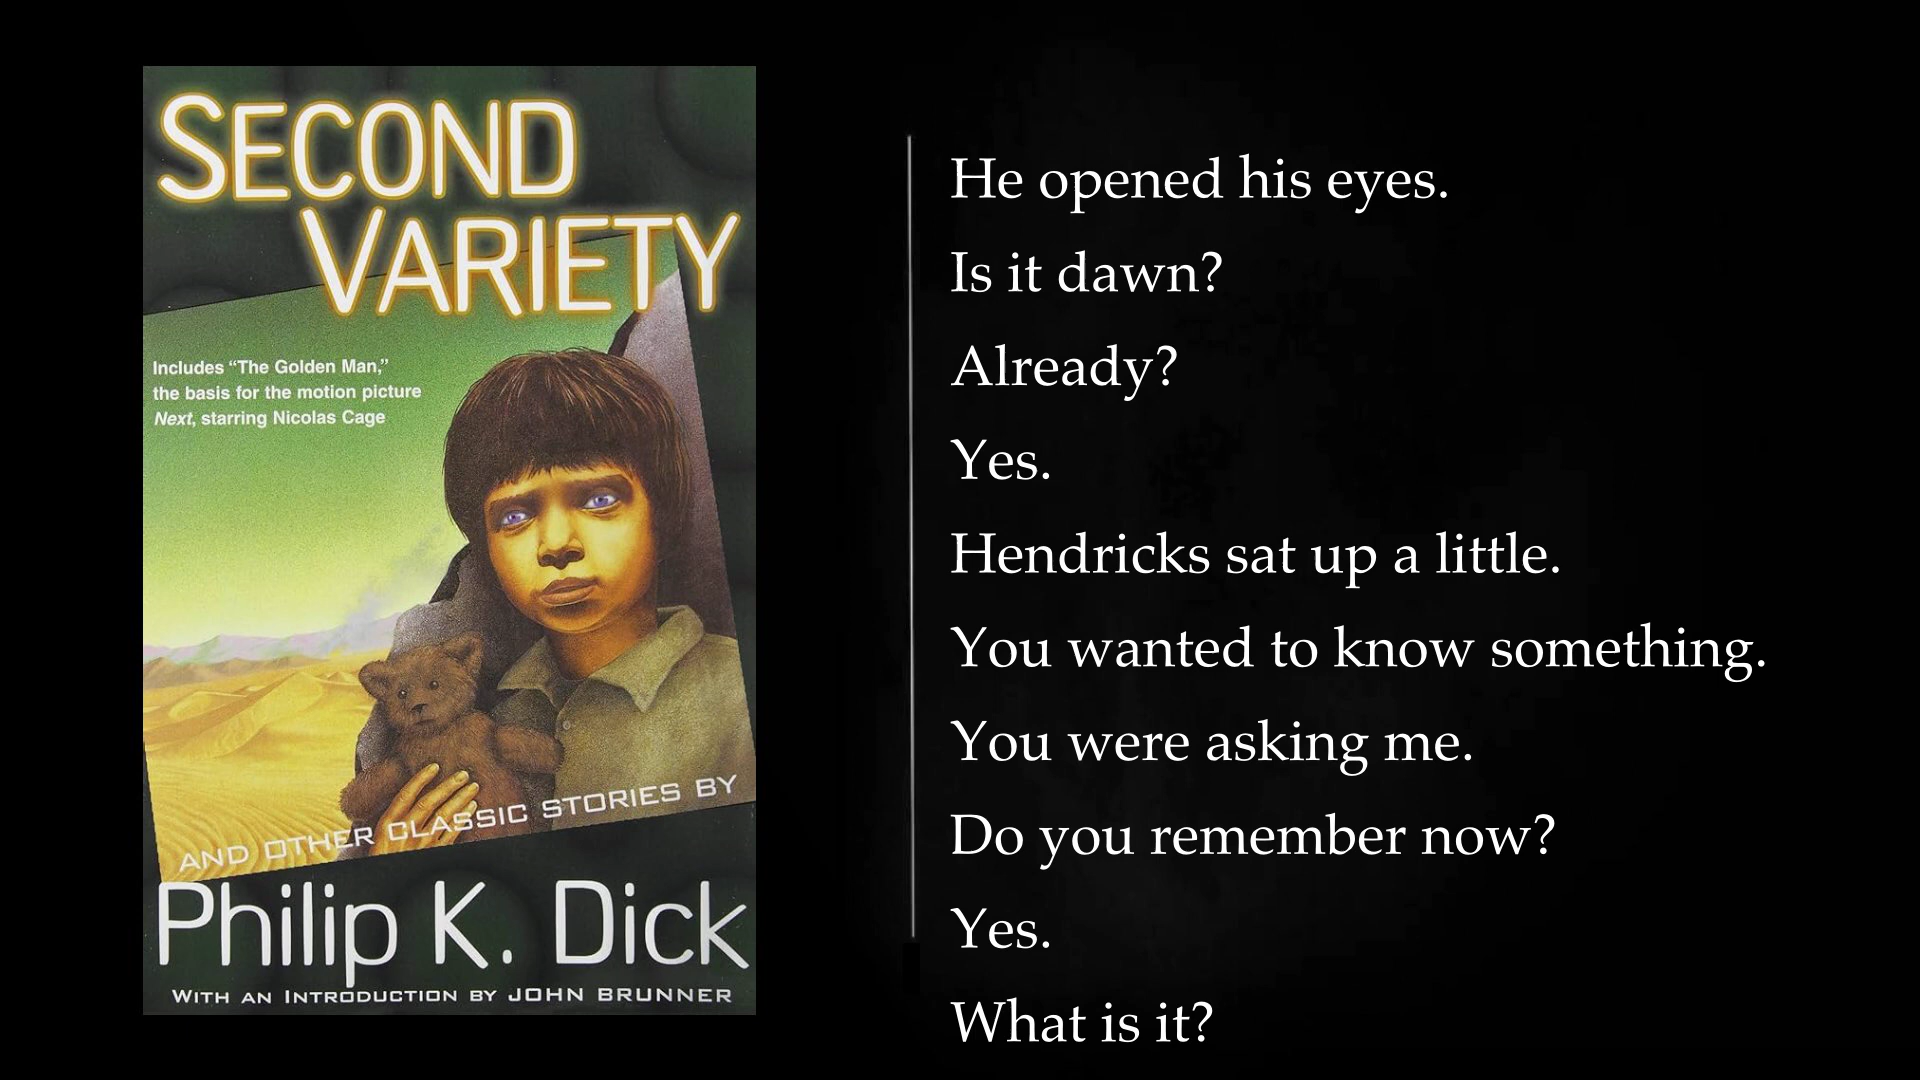 SECOND
VARIETY
Includes “The Golden Man,”
the basis for the motion picture
Next, starring Nicolas Cage
AND OTHER CLASSIC STORIES BY
Philip K. Dick
WITH AN INTRODUCTION BY JOHN BRUNNER
He opened his eyes.
Is it dawn?
Already?
Yes.
Hendricks sat up a little.
You wanted to know something.
You were asking me.
Do you remember now?
Yes.
What is it?